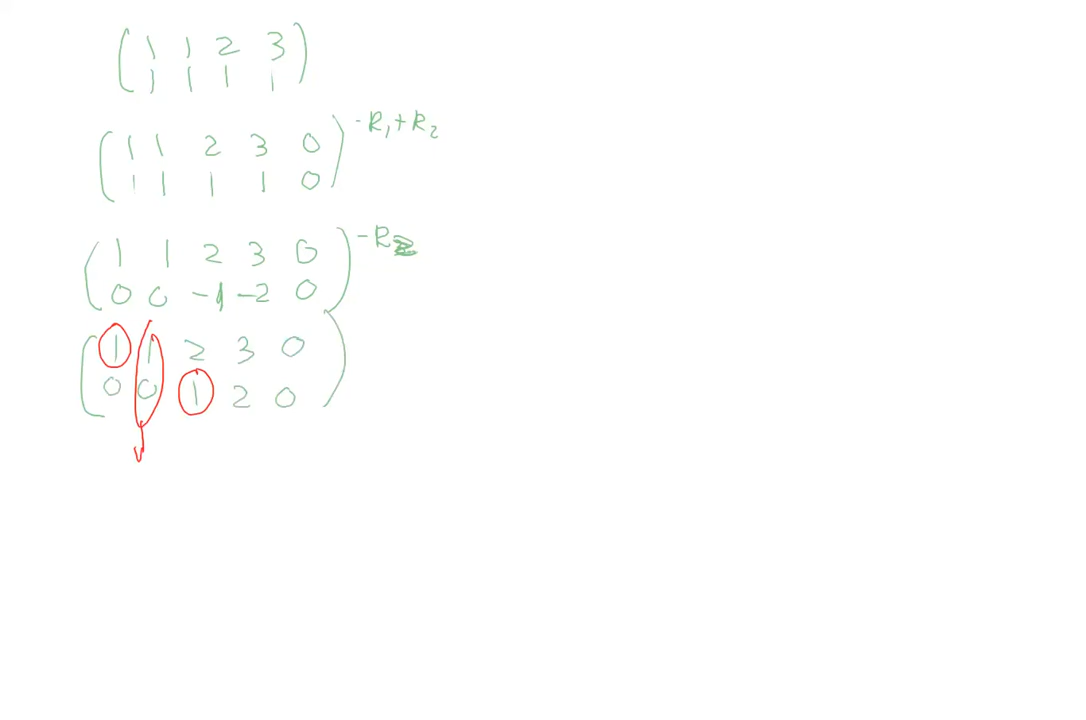 ( 1 1 2 3 )
1 1 1 1
( 1 1 2 3 0 ) -R₁+R₂
1 1 1 1 0
( 1 1 2 3 0 ) -R₂
0 0 -1 -2 0
( 1 1 2 3 0 )
0 0 1 2 0